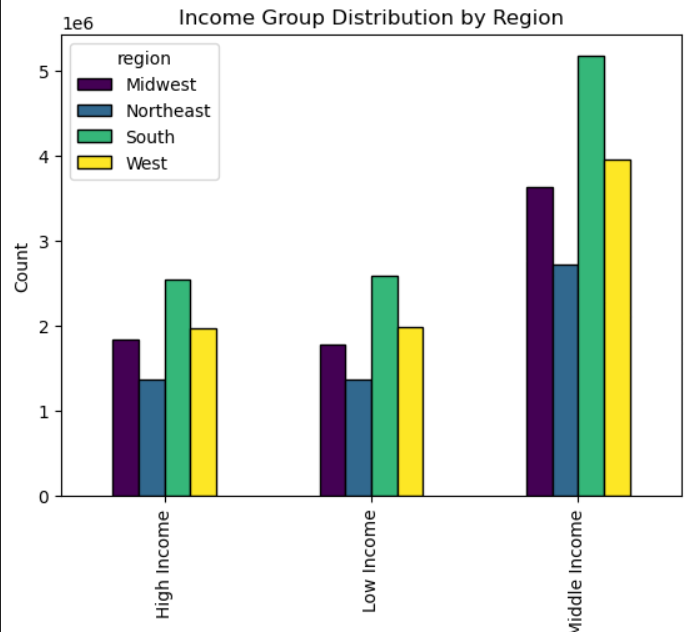 Income Group Distribution by Region
1e6
region
Midwest
Northeast
South
West
5
4
3
2
1
0
Count
High Income
Low Income
Middle Income